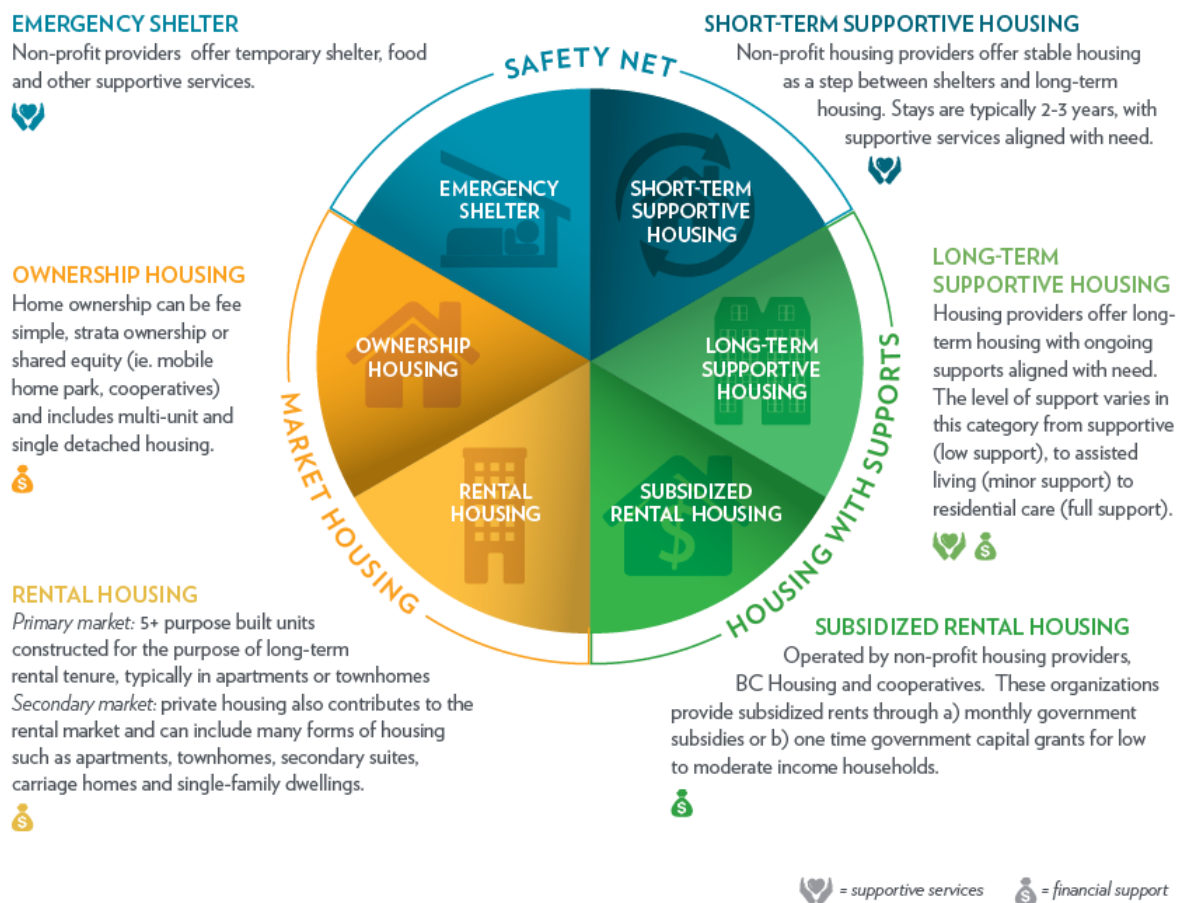 EMERGENCY SHELTER
Non-profit providers offer temporary shelter, food
and other supportive services.
SHORT-TERM SUPPORTIVE HOUSING
Non-profit housing providers offer stable housing
as a step between shelters and long-term
housing. Stays are typically 2-3 years, with
supportive services aligned with need.
SAFETY NET
EMERGENCY
SHELTER
SHORT-TERM
SUPPORTIVE
HOUSING
OWNERSHIP HOUSING
Home ownership can be fee
simple, strata ownership or
shared equity (ie. mobile
home park, cooperatives)
and includes multi-unit and
single detached housing.
OWNERSHIP
HOUSING
LONG-TERM
SUPPORTIVE
HOUSING
LONG-TERM
SUPPORTIVE HOUSING
Housing providers offer long-
term housing with ongoing
supports aligned with need.
The level of support varies in
this category from supportive
(low support), to assisted
living (minor support) to
residential care (full support).
MARKET HOUSING
HOUSING WITH SUPPORTS
RENTAL
HOUSING
SUBSIDIZED
RENTAL HOUSING
$
RENTAL HOUSING
Primary market: 5+ purpose built units
constructed for the purpose of long-term
rental tenure, typically in apartments or townhomes
Secondary market: private housing also contributes to the
rental market and can include many forms of housing
such as apartments, townhomes, secondary suites,
carriage homes and single-family dwellings.
SUBSIDIZED RENTAL HOUSING
Operated by non-profit housing providers,
BC Housing and cooperatives. These organizations
provide subsidized rents through a) monthly government
subsidies or b) one time government capital grants for low
to moderate income households.
= supportive services
= financial support